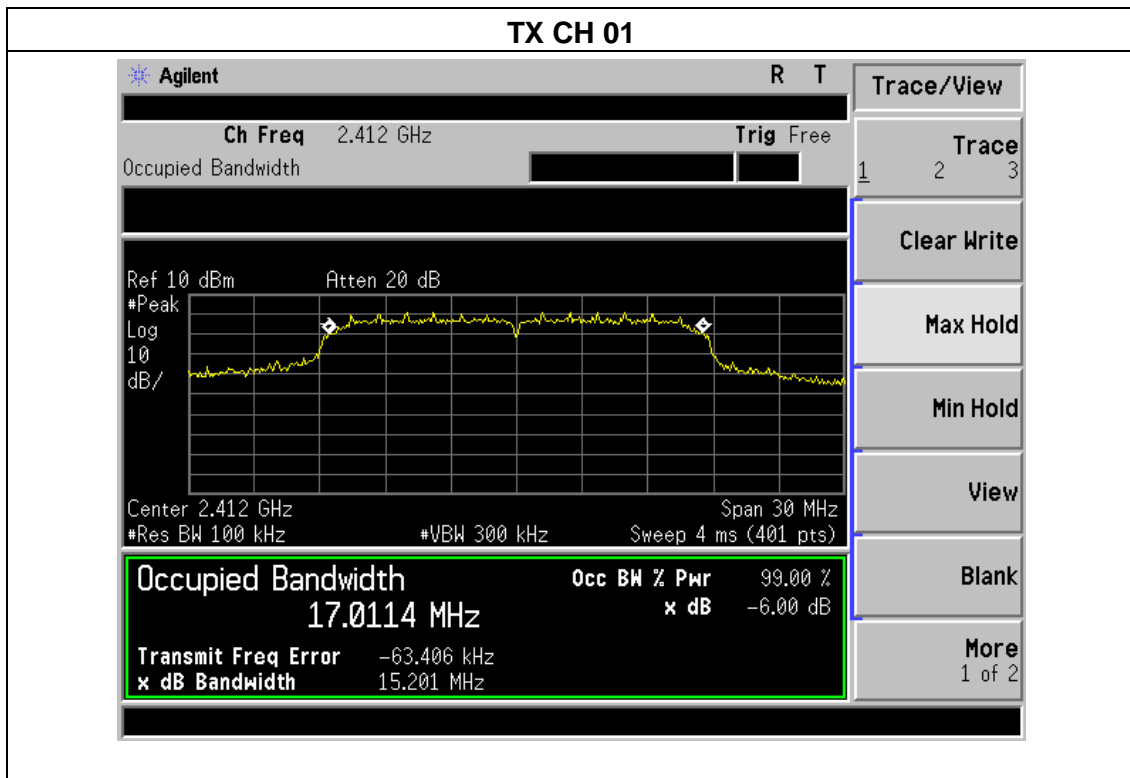 TX CH 01
Agilent R T
Ch Freq 2.412 GHz Trig Free
Occupied Bandwidth
Ref 10 dBm Atten 20 dB
#Peak
Log
10
dB/
Center 2.412 GHz Span 30 MHz
#Res BW 100 kHz #VBW 300 kHz Sweep 4 ms (401 pts)
Occupied Bandwidth Occ BW % Pwr 99.00 %
17.0114 MHz x dB -6.00 dB
Transmit Freq Error -63.406 kHz
x dB Bandwidth 15.201 MHz
Trace/View
Trace
1 2 3
Clear Write
Max Hold
Min Hold
View
Blank
More
1 of 2